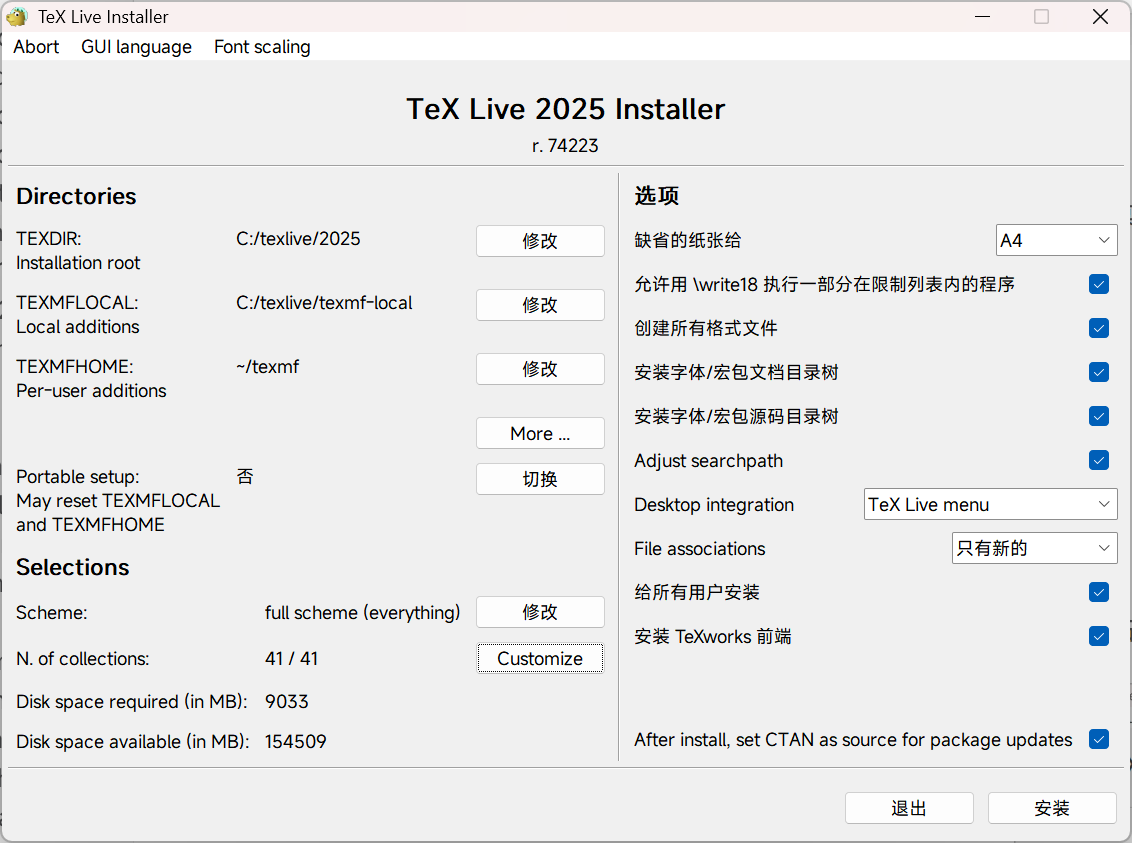 TeX Live Installer
Abort GUI language Font scaling
TeX Live 2025 Installer
r. 74223
Directories
TEXDIR: C:/texlive/2025 修改
Installation root
TEXMFLOCAL: C:/texlive/texmf-local 修改
Local additions
TEXMFHOME: ~/texmf 修改
Per-user additions
More ...
Portable setup: 否 切换
May reset TEXMFLOCAL
and TEXMFHOME
Selections
Scheme: full scheme (everything) 修改
N. of collections: 41 / 41 Customize
Disk space required (in MB): 9033
Disk space available (in MB): 154509
选项
缺省的纸张给 A4
允许用 \write18 执行一部分在限制列表内的程序
创建所有格式文件
安装字体/宏包文档目录树
安装字体/宏包源码目录树
Adjust searchpath
Desktop integration TeX Live menu
File associations 只有新的
给所有用户安装
安装 TeXworks 前端
After install, set CTAN as source for package updates
退出 安装